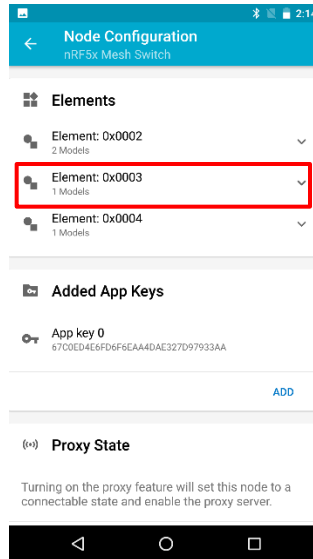 2:14
Node Configuration
nRF5x Mesh Switch
Elements
Element: 0x0002
2 Models
Element: 0x0003
1 Models
Element: 0x0004
1 Models
Added App Keys
App key 0
67C0ED4E6FD6F6EAA4DAE327D97933AA
ADD
Proxy State
Turning on the proxy feature will set this node to a
connectable state and enable the proxy server.